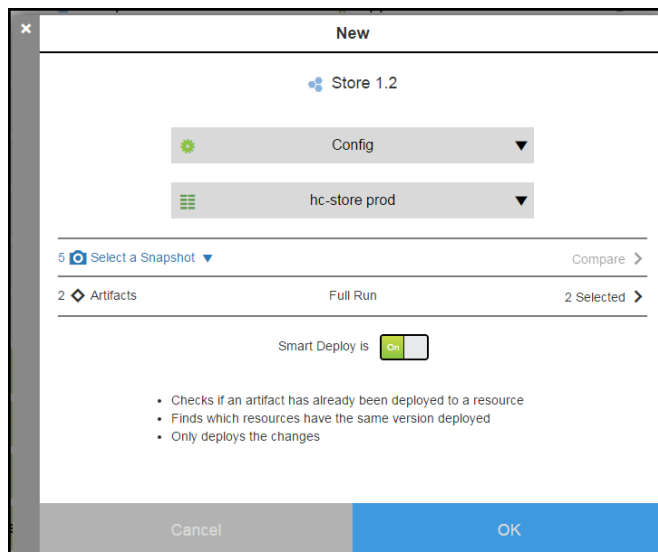 New
Store 1.2
Config
hc-store prod
5 Select a Snapshot
Compare
2 Artifacts
Full Run
2 Selected
Smart Deploy is On
Checks if an artifact has already been deployed to a resource
Finds which resources have the same version deployed
Only deploys the changes
Cancel
OK